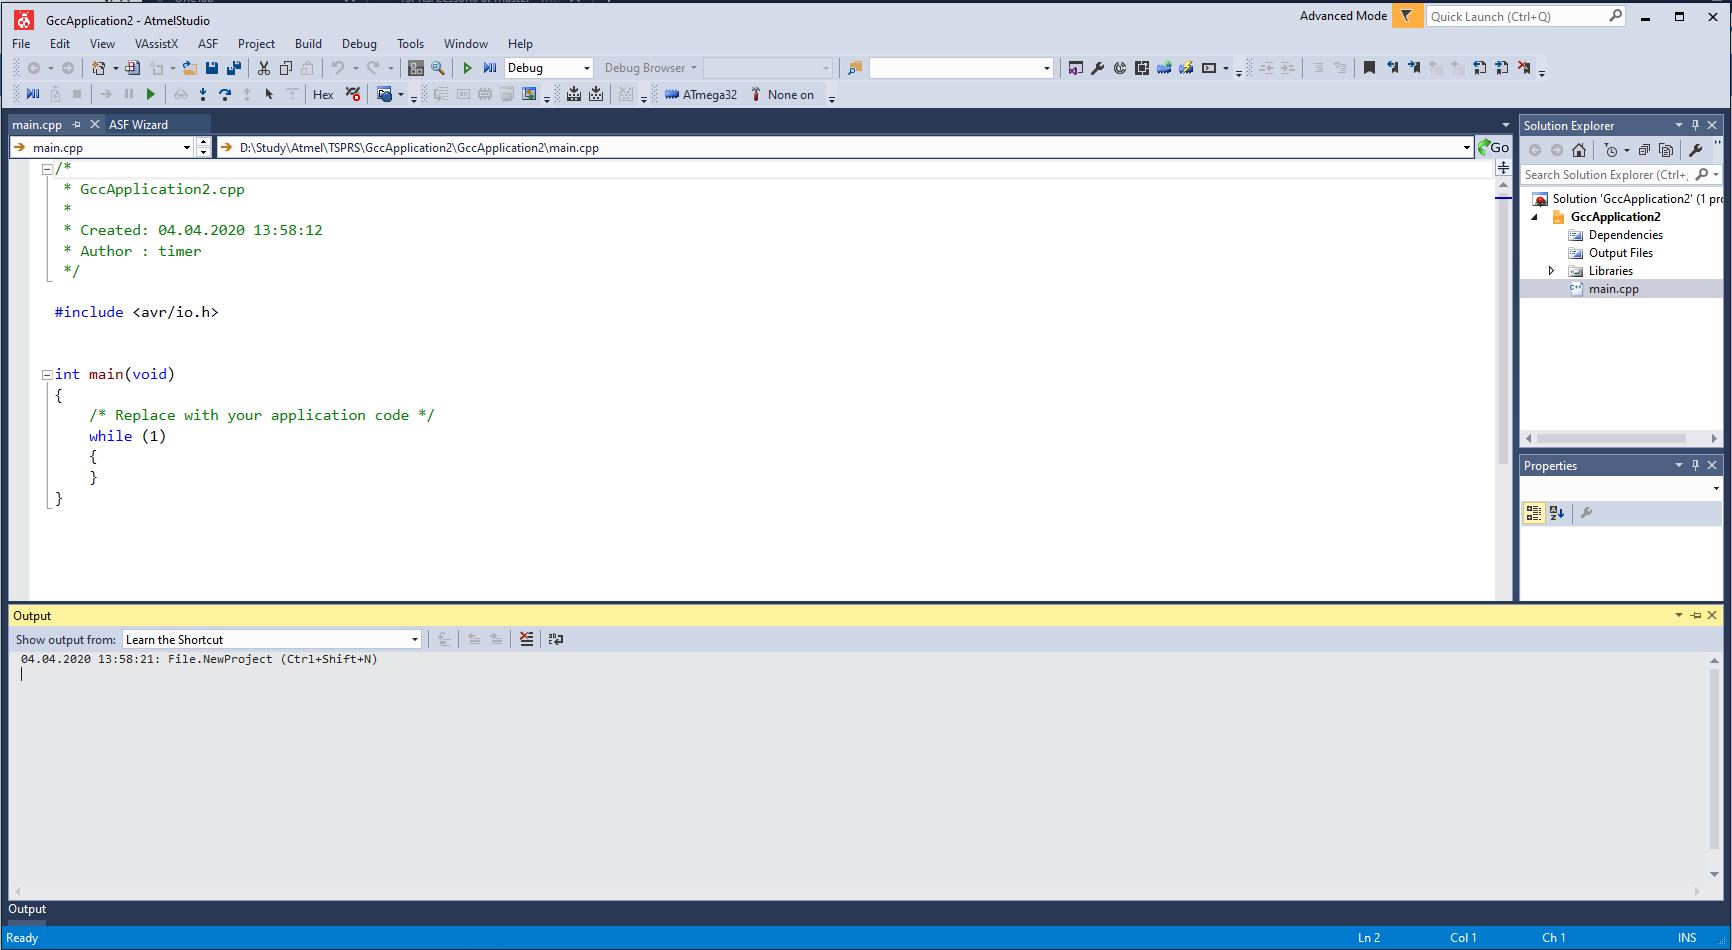 GccApplication2 - AtmelStudio
Advanced Mode
Quick Launch (Ctrl+Q)
File Edit View VAssistX ASF Project Build Debug Tools Window Help
Debug
Debug Browser
Hex
ATmega32
None on
main.cpp
ASF Wizard
main.cpp
D:\Study\Atmel\TSPRS\GccApplication2\GccApplication2\main.cpp
Go
/*
* GccApplication2.cpp
*
* Created: 04.04.2020 13:58:12
* Author : timer
*/
#include <avr/io.h>
int main(void)
{
/* Replace with your application code */
while (1)
{
}
}
Solution Explorer
Search Solution Explorer (Ctrl+;
Solution 'GccApplication2' (1 pro
GccApplication2
Dependencies
Output Files
Libraries
main.cpp
Properties
Output
Show output from: Learn the Shortcut
04.04.2020 13:58:21: File.NewProject (Ctrl+Shift+N)
Output
Ready
Ln 2
Col 1
Ch 1
INS